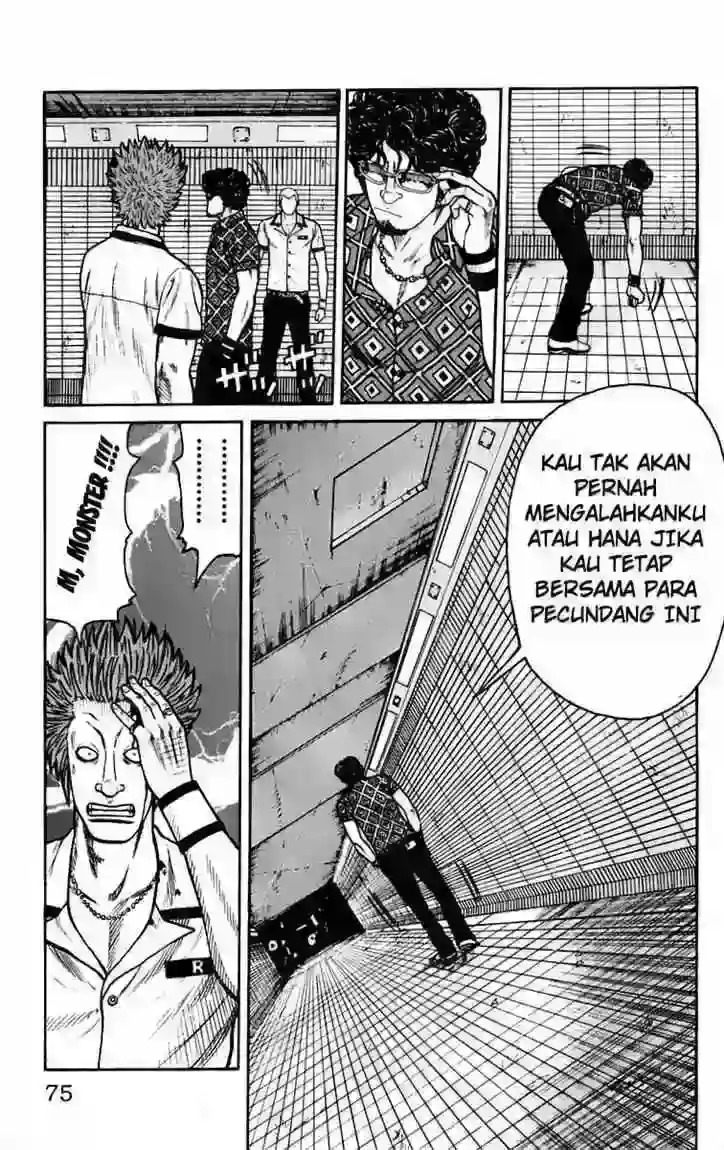 KAU TAK AKAN
PERNAH
MENGALAHKANKU
ATAU HANA JIKA
KAU TETAP
BERSAMA PARA
PECUNDANG INI
..........
M, MONSTER !!!!
R
75